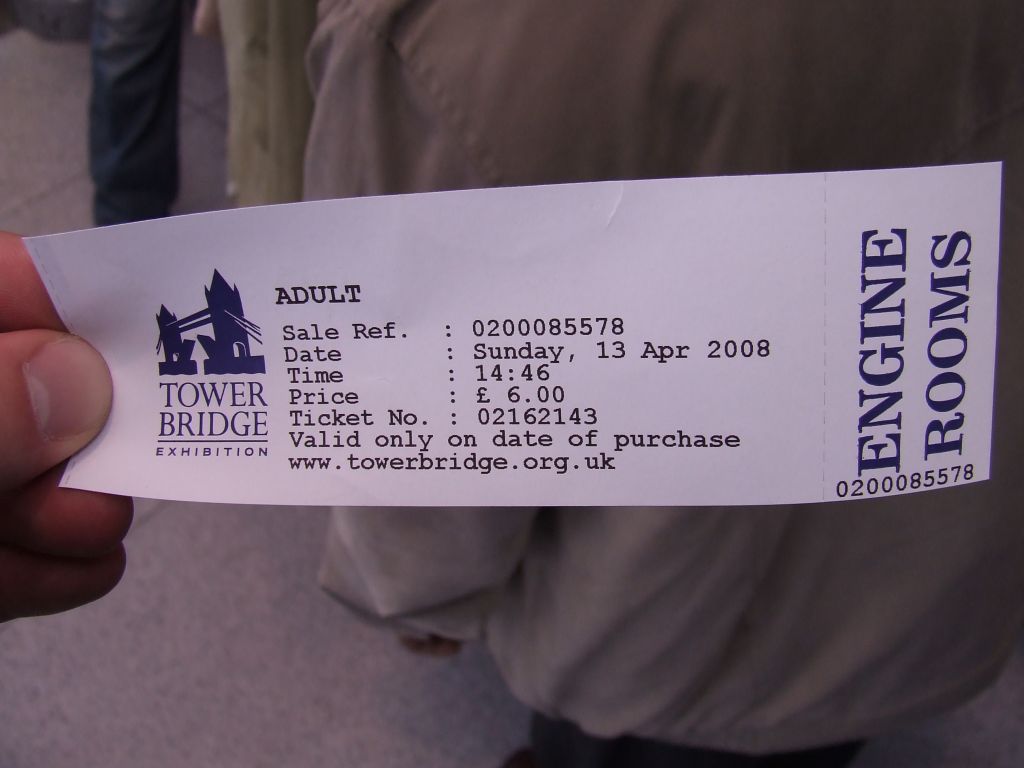 TOWER
BRIDGE
EXHIBITION
ADULT
Sale Ref. : 0200085578
Date : Sunday, 13 Apr 2008
Time : 14:46
Price : £ 6.00
Ticket No. : 02162143
Valid only on date of purchase
www.towerbridge.org.uk
ENGINE
ROOMS
0200085578